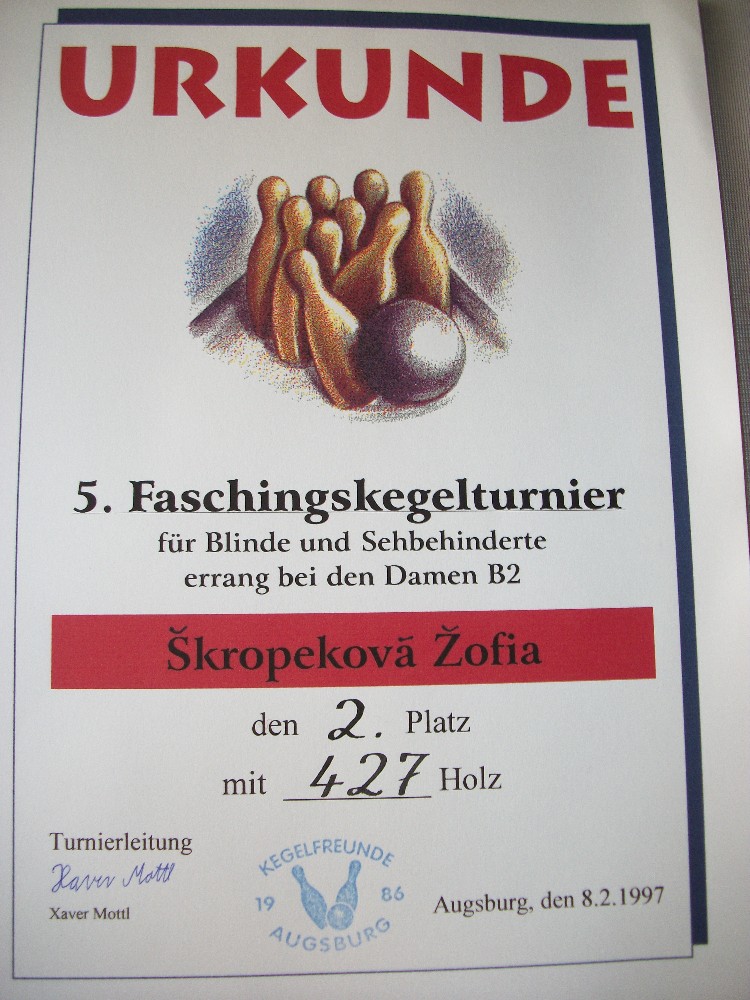 URKUNDE
5. Faschingskegelturnier
für Blinde und Sehbehinderte
errang bei den Damen B2
Škropeková Žofia
den 2. Platz
mit 427 Holz
Turnierleitung
Xaver Mottl
Xaver Mottl
KEGELFREUNDE
19 86
AUGSBURG
Augsburg, den 8.2.1997